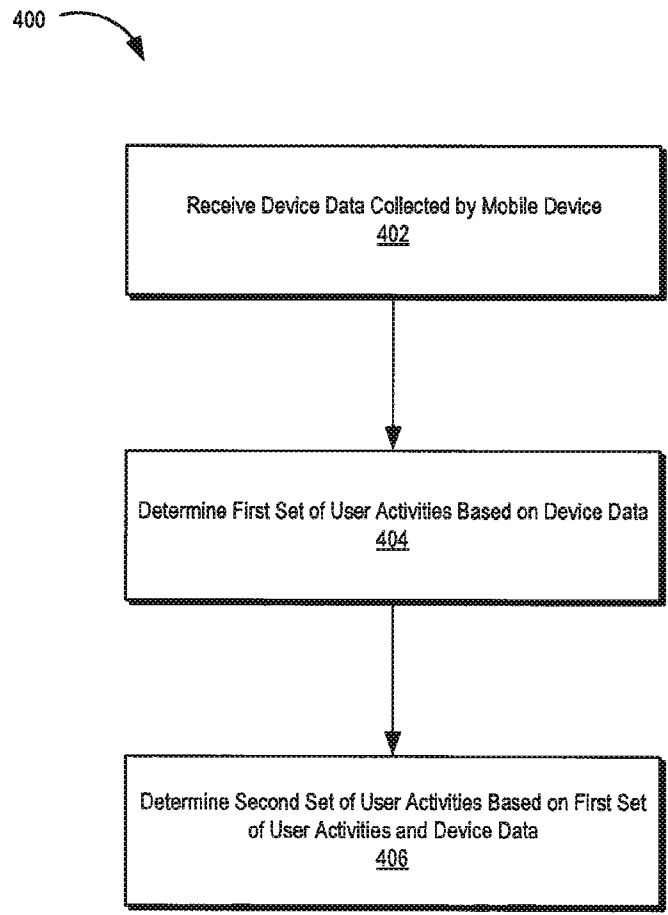 400
Receive Device Data Collected by Mobile Device
402
Determine First Set of User Activities Based on Device Data
404
Determine Second Set of User Activities Based on First Set
of User Activities and Device Data
406